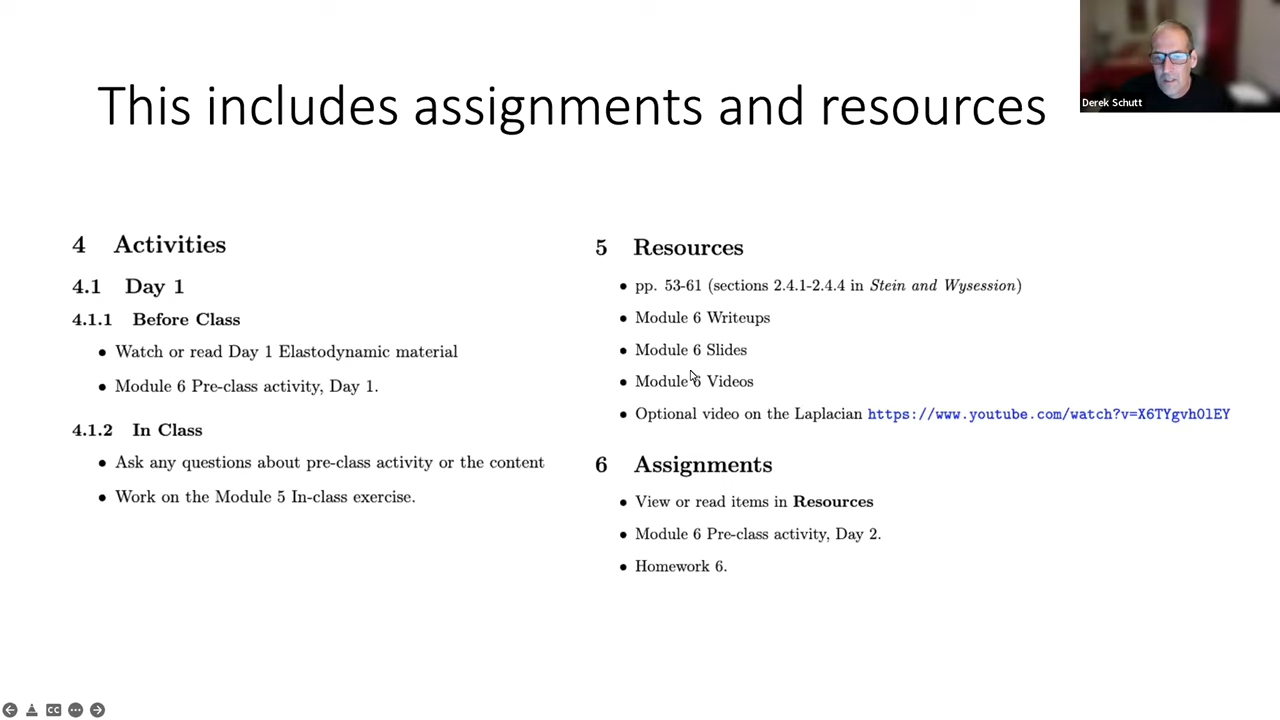 This includes assignments and resources
Derek Schutt
4 Activities
4.1 Day 1
4.1.1 Before Class
• Watch or read Day 1 Elastodynamic material
• Module 6 Pre-class activity, Day 1.
4.1.2 In Class
• Ask any questions about pre-class activity or the content
• Work on the Module 5 In-class exercise.
5 Resources
• pp. 53-61 (sections 2.4.1-2.4.4 in Stein and Wysession)
• Module 6 Writeups
• Module 6 Slides
• Module 6 Videos
• Optional video on the Laplacian https://www.youtube.com/watch?v=X6TYgvh0lEY
6 Assignments
• View or read items in Resources
• Module 6 Pre-class activity, Day 2.
• Homework 6.
CC